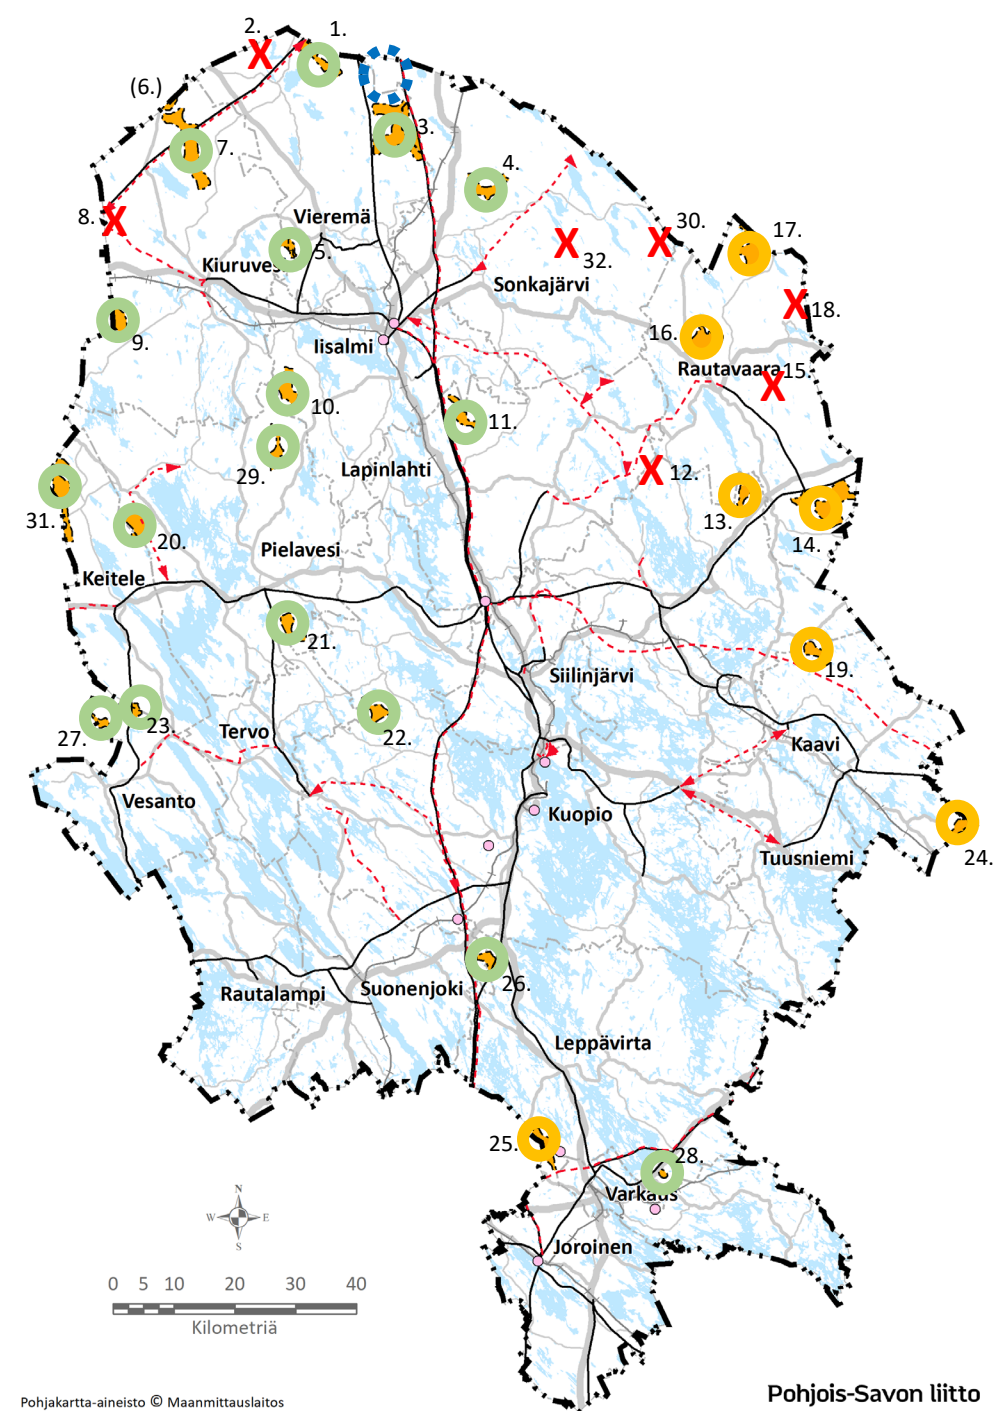 2.
1.
(6.)
3.
7.
4.
8.
Vieremä
30.
17.
5.
32.
Kiuruves
Sonkajärvi
18.
9.
16.
Iisalmi
Rautavaara
15.
10.
11.
29.
Lapinlahti
12.
31.
13.
20.
14.
Pielavesi
Keitele
21.
19.
Siilinjärvi
27.
23.
Tervo
22.
Kaavi
Vesanto
Kuopio
Tuusniemi
24.
26.
Rautalampi
Suonenjoki
Leppävirta
25.
28.
Varkaus
N
W
E
S
Joroinen
0 5 10 20 30 40
Kilometriä
Pohjois-Savon liitto
Pohjakartta-aineisto © Maanmittauslaitos